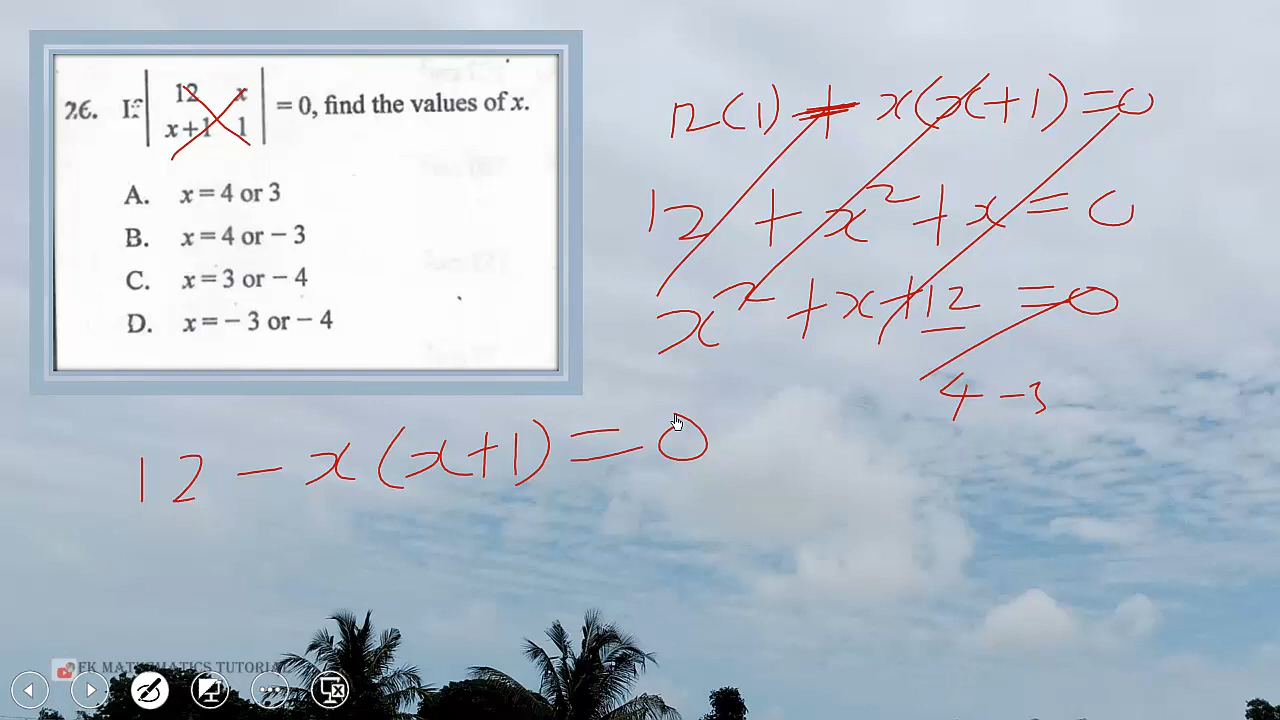 26. If | 12 x | = 0, find the values of x.
| x+1 1 |
A. x = 4 or 3
B. x = 4 or − 3
C. x = 3 or − 4
D. x = − 3 or − 4
12(1) + x(x+1) = 0
12 + x² + x = 0
x² + x + 12 = 0
4 − 3
12 − x(x+1) = 0
EK MATHEMATICS TUTORIAL